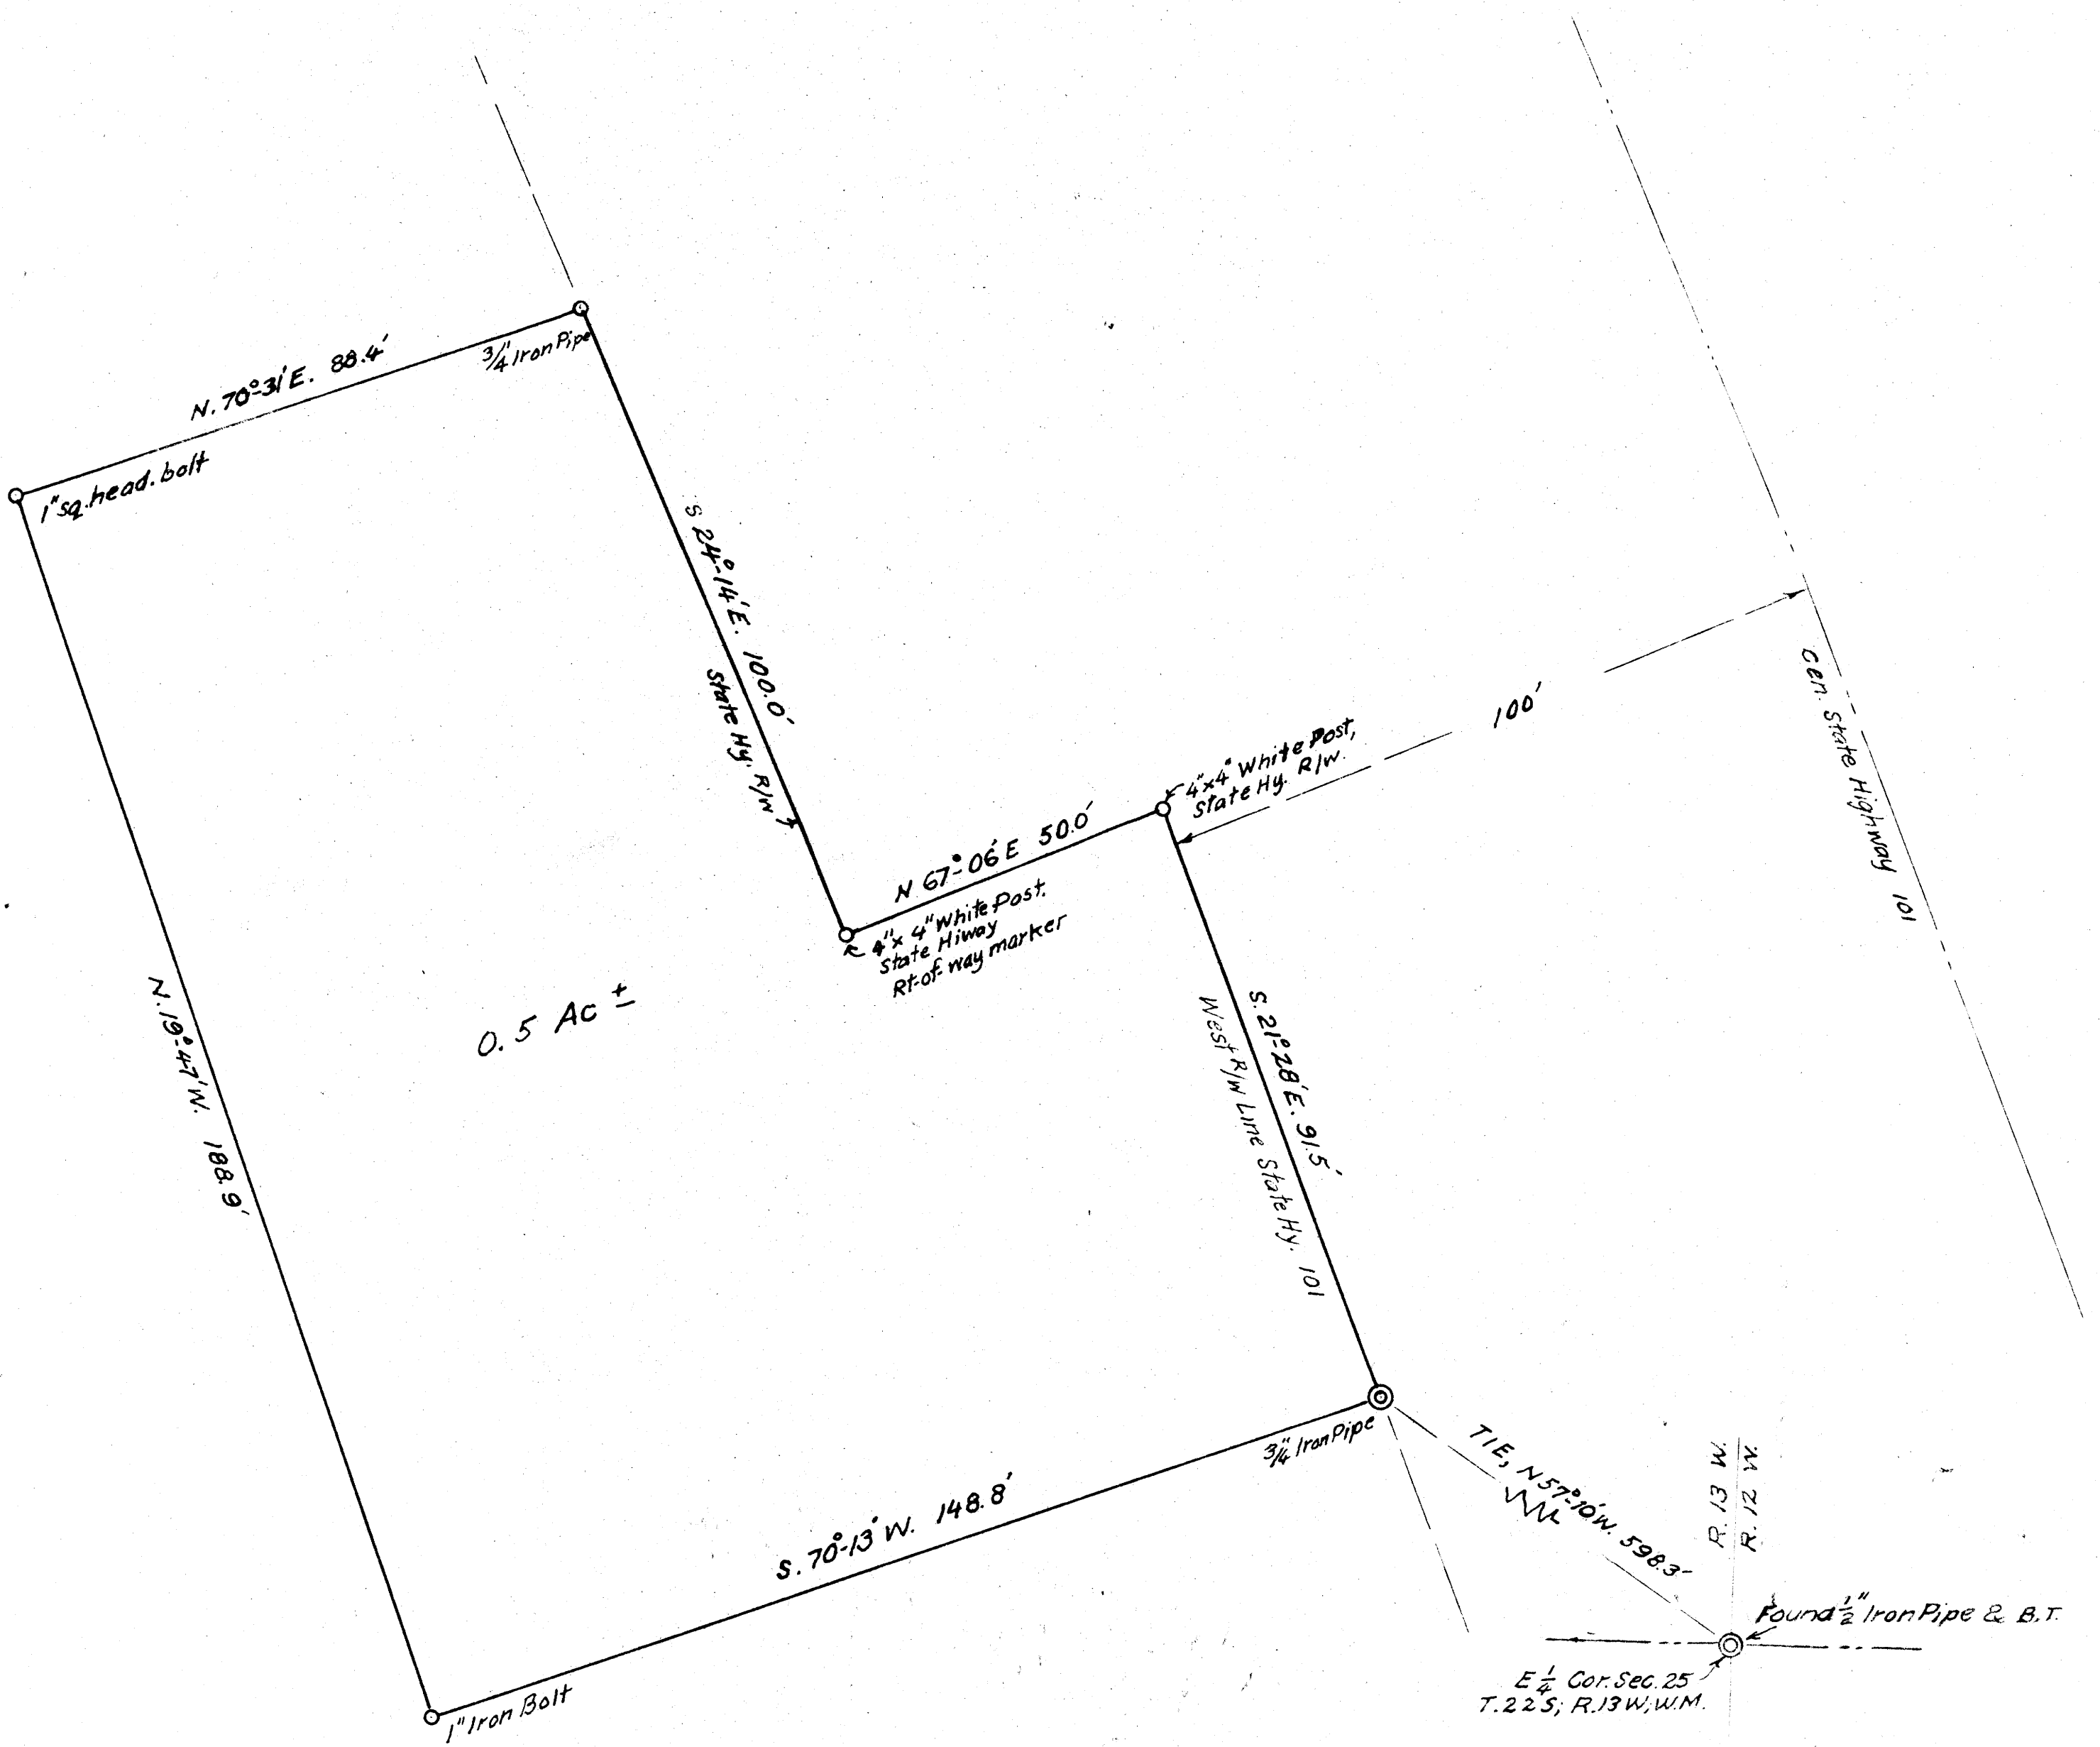 N. 70°-31' E. 88.4'
3/4" Iron Pipe
1" sq. head. bolt
S 24°-14' E. 100.0'
State Hy. R/W
100'
Cen. State Highway 101
4"x4" White Post,
State Hy. R/W.
N 67°-06' E 50.0'
4"x 4" White Post.
State Hiway
Rt-of-way marker
0.5 Ac ±
N. 19°-47' W. 188.9'
S. 21°-28' E. 91.5'
West R/W Line State Hy. 101
3/4" Iron Pipe
S. 70°-13' W. 148.8'
1" Iron Bolt
TIE, N 57°-10' W. 598.3'
R. 13 W.
R. 12 W.
Found 1/2" Iron Pipe & B.T.
E 1/4 Cor. Sec. 25
T. 22 S; R. 13 W; W.M.